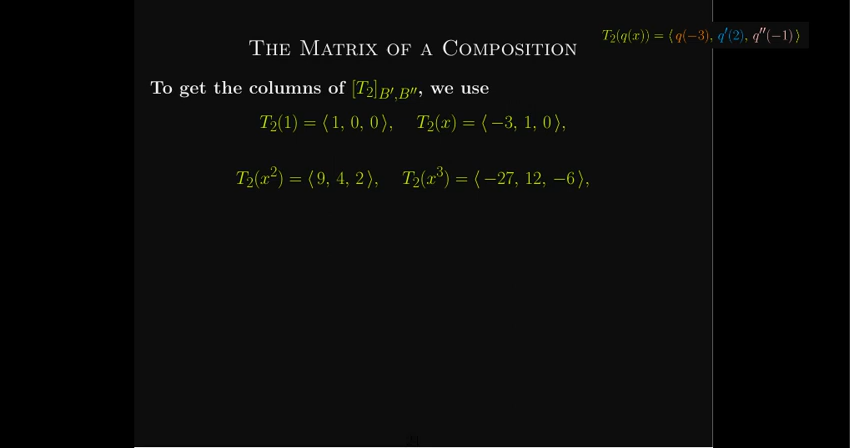 THE MATRIX OF A COMPOSITION
T₂(q(x)) = ⟨ q(−3), q′(2), q″(−1) ⟩
To get the columns of [T₂]_B′,B″, we use
T₂(1) = ⟨ 1, 0, 0 ⟩, T₂(x) = ⟨ −3, 1, 0 ⟩,
T₂(x²) = ⟨ 9, 4, 2 ⟩, T₂(x³) = ⟨ −27, 12, −6 ⟩,